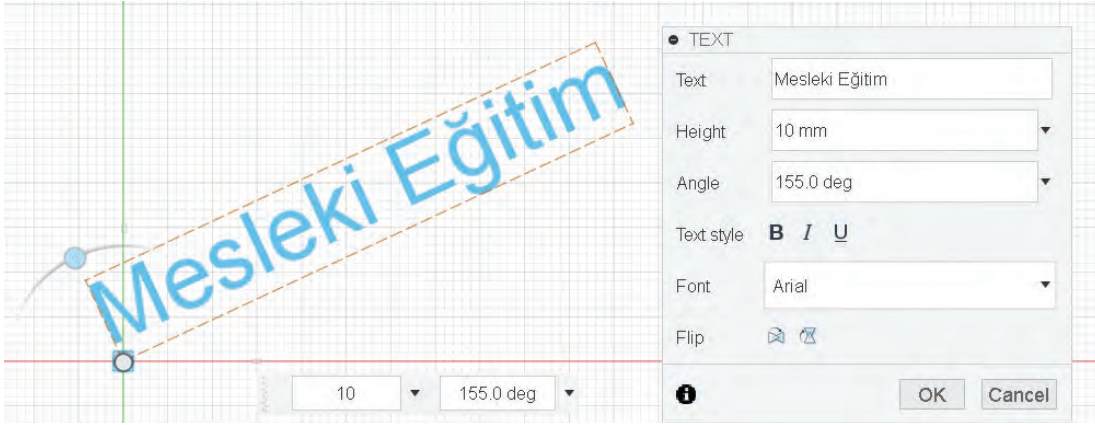 Mesleki Eğitim
10
155.0 deg
TEXT
Text Mesleki Eğitim
Height 10 mm
Angle 155.0 deg
Text style B I U
Font Arial
Flip
OK Cancel